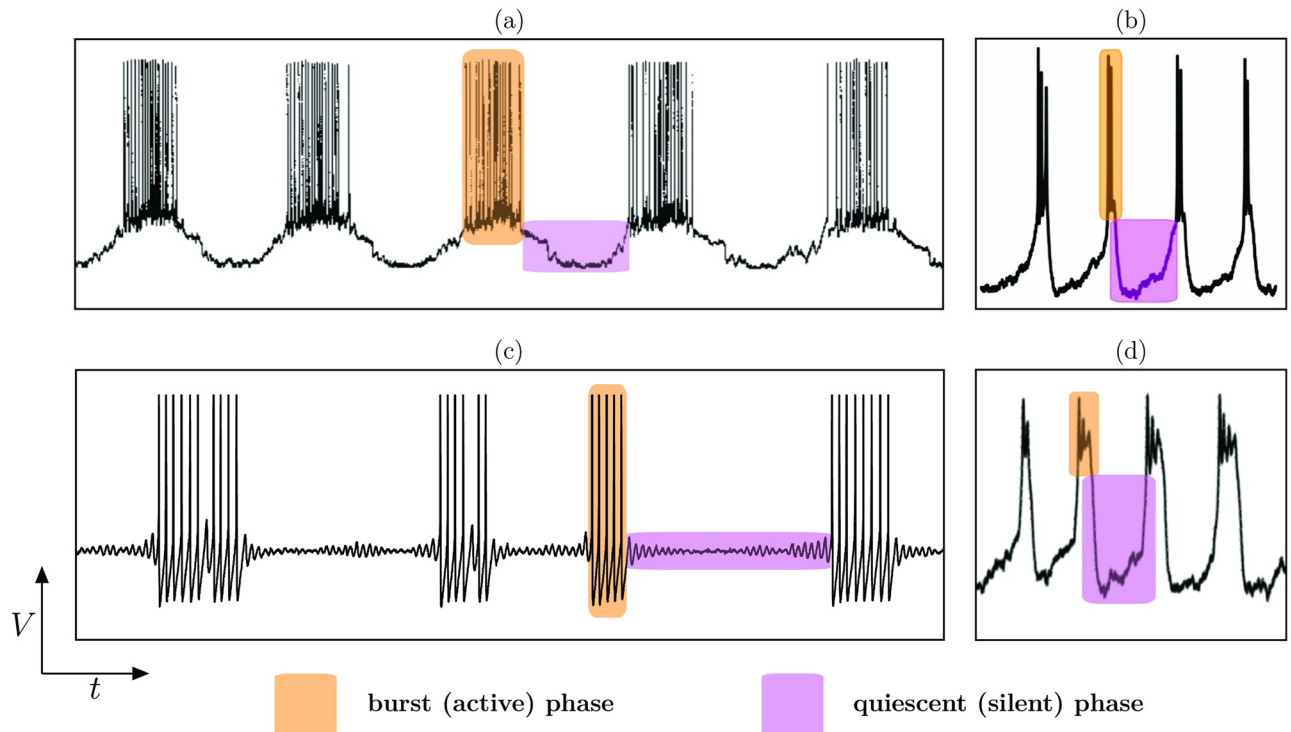 (a)
(b)
(c)
(d)
V
t
burst (active) phase
quiescent (silent) phase